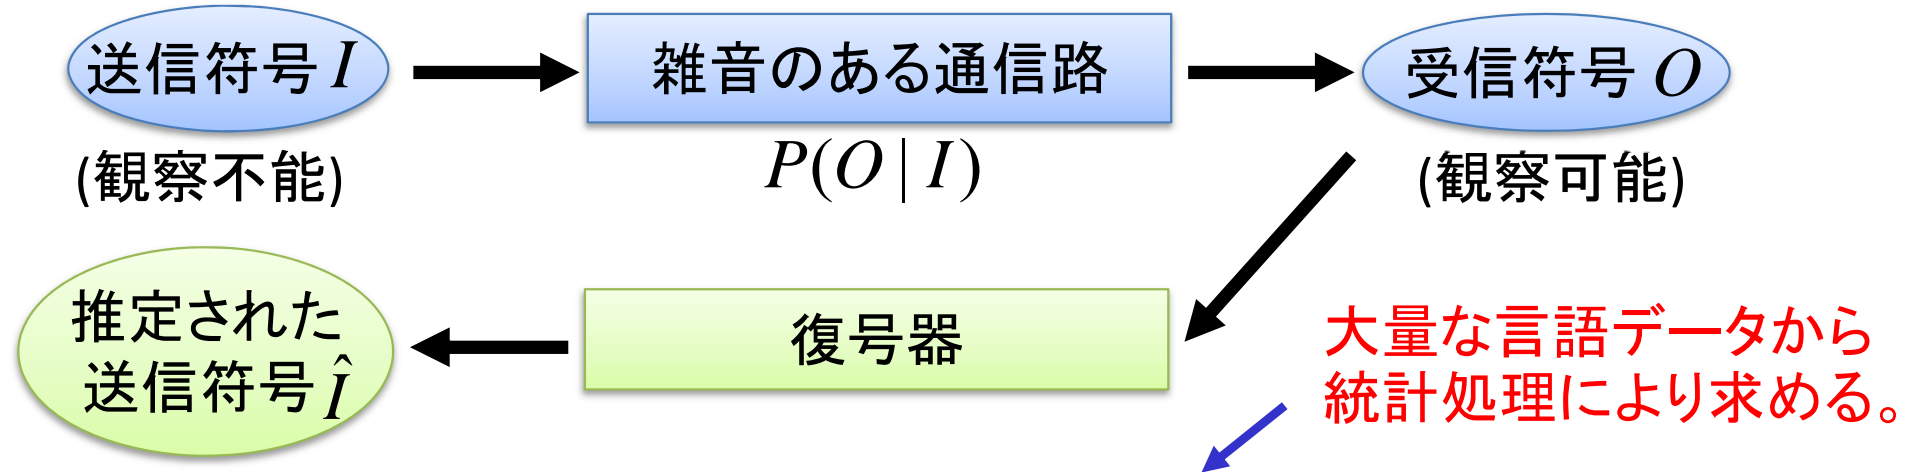 送信符号 I
雑音のある通信路
受信符号 O
(観察不能)
P(O | I)
(観察可能)
推定された
送信符号 Î
復号器
大量な言語データから
統計処理により求める。